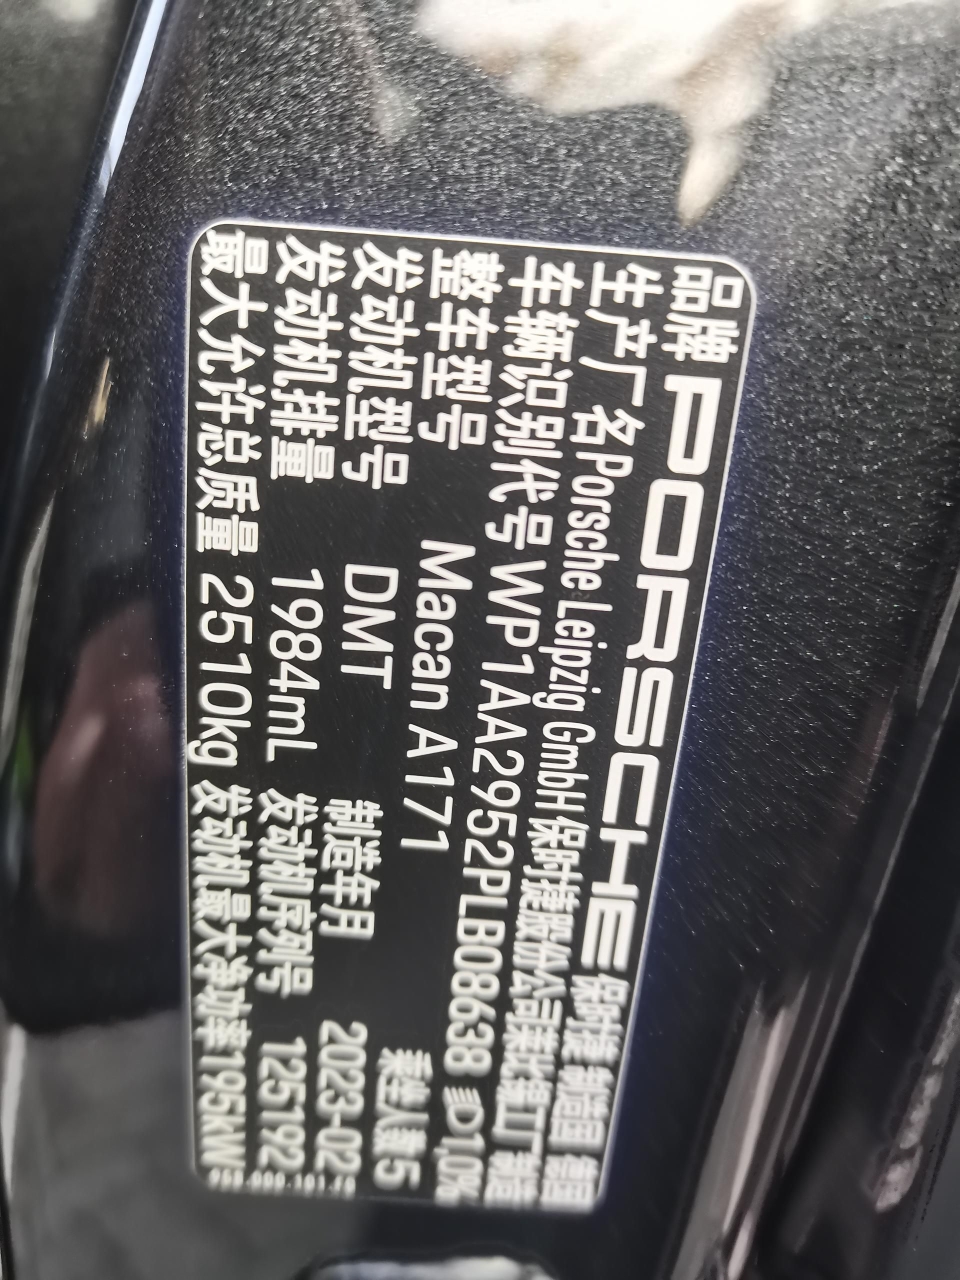 品牌 PORSCHE 保时捷 制造国 德国
生产厂名 Porsche Leipzig GmbH 保时捷股份公司莱比锡工厂 制造
车辆识别代号 WP1AA2952PLB08638 1,0%
整车型号 Macan A171 乘坐人数 5
发动机型号 DMT 制造年月 2023-02
发动机排量 1984mL 发动机序列号 125192
最大允许总质量 2510kg 发动机最大净功率 195kW